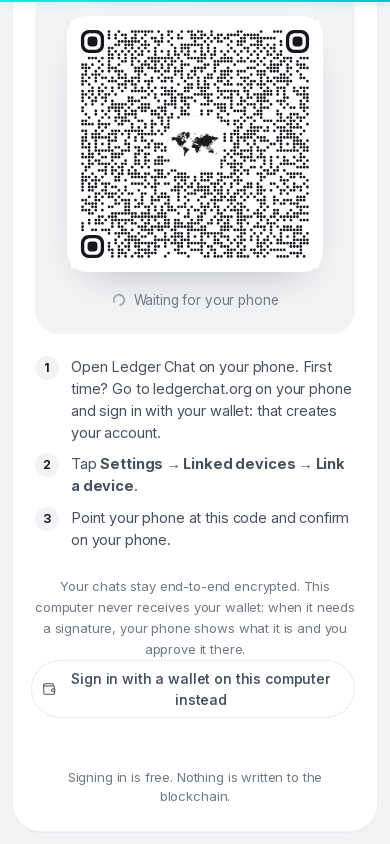 Waiting for your phone
1 Open Ledger Chat on your phone. First
time? Go to ledgerchat.org on your phone
and sign in with your wallet: that creates
your account.
2 Tap Settings → Linked devices → Link
a device.
3 Point your phone at this code and confirm
on your phone.
Your chats stay end-to-end encrypted. This
computer never receives your wallet: when it needs
a signature, your phone shows what it is and you
approve it there.
Sign in with a wallet on this computer
instead
Signing in is free. Nothing is written to the
blockchain.